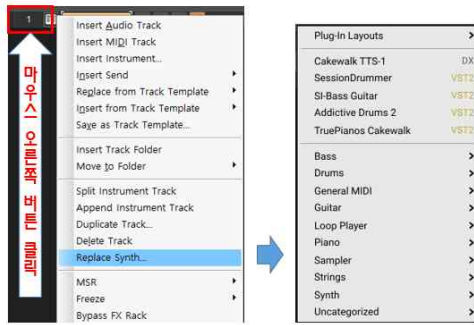 1
마우스 오른쪽 버튼 클릭
Insert Audio Track
Insert MIDI Track
Insert Instrument...
Insert Send
Replace from Track Template
Insert from Track Template
Save as Track Template...
Insert Track Folder
Move to Folder
Split Instrument Track
Append Instrument Track
Duplicate Track...
Delete Track
Replace Synth...
MSR
Freeze
Bypass FX Rack
Plug-In Layouts
Cakewalk TTS-1 DX
SessionDrummer VST2
SI-Bass Guitar VST2
Addictive Drums 2 VST2
TruePianos Cakewalk VST2
Bass
Drums
General MIDI
Guitar
Loop Player
Piano
Sampler
Strings
Synth
Uncategorized